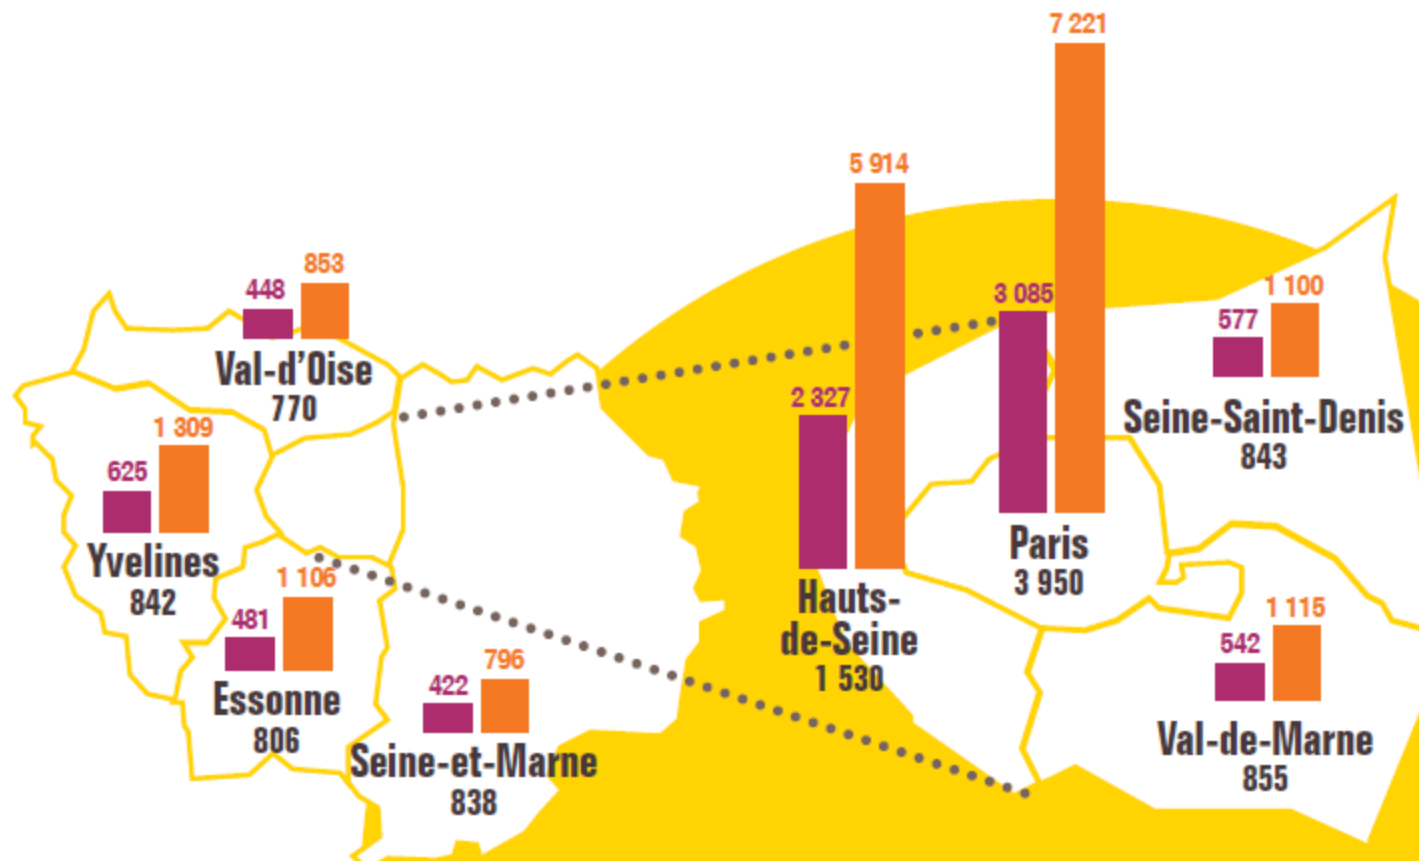 7 221
5 914
853
448
Val-d'Oise
770
3 085
1 100
577
Seine-Saint-Denis
843
2 327
1 309
625
Yvelines
842
Paris
3 950
Hauts-
de-Seine
1 530
1 106
481
Essonne
806
796
422
Seine-et-Marne
838
1 115
542
Val-de-Marne
855